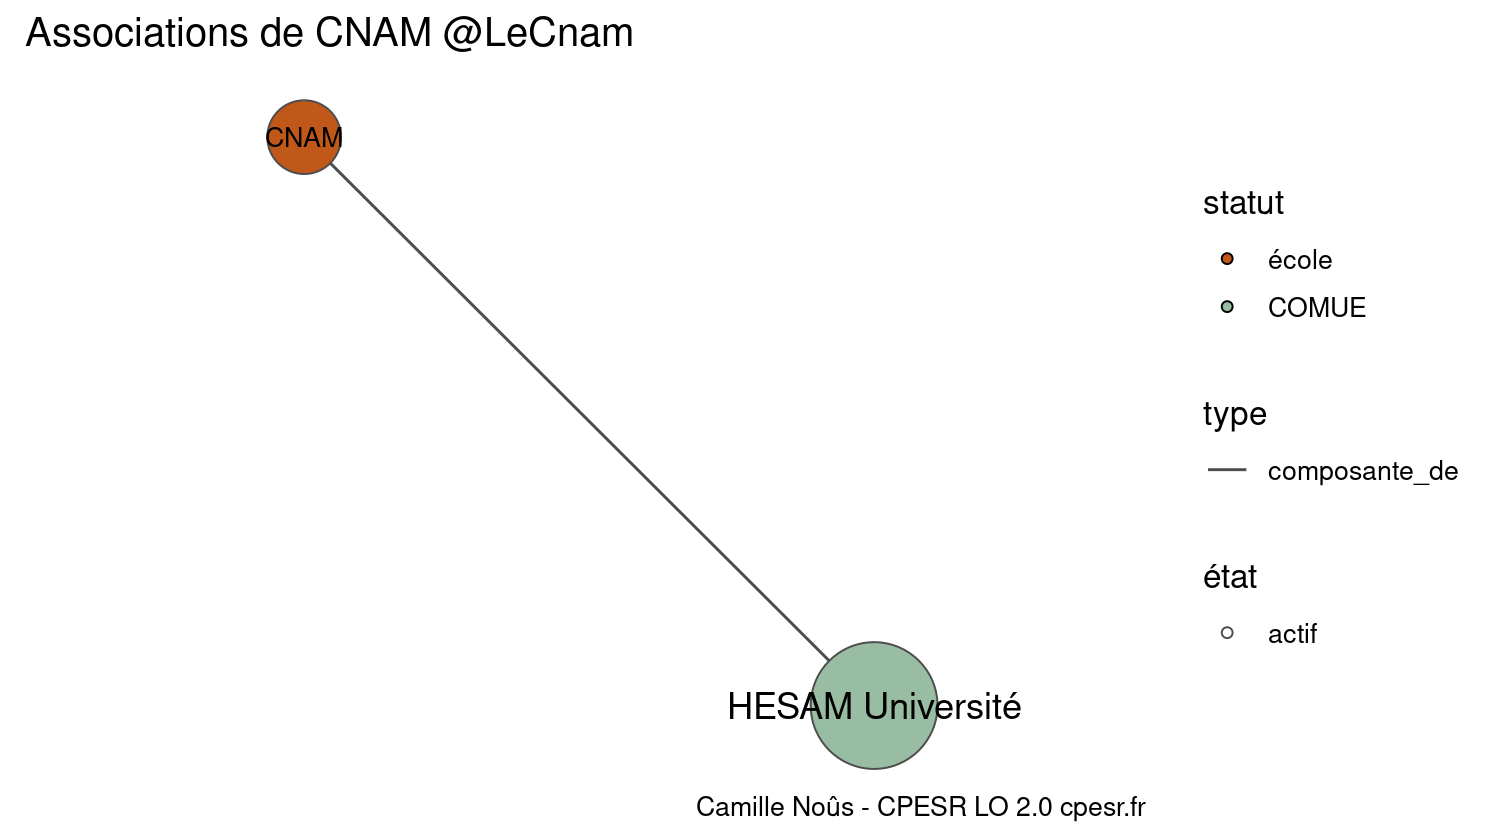 Associations de CNAM @LeCnam
CNAM
statut
école
COMUE
type
composante_de
état
actif
HESAM Université
Camille Noûs - CPESR LO 2.0 cpesr.fr